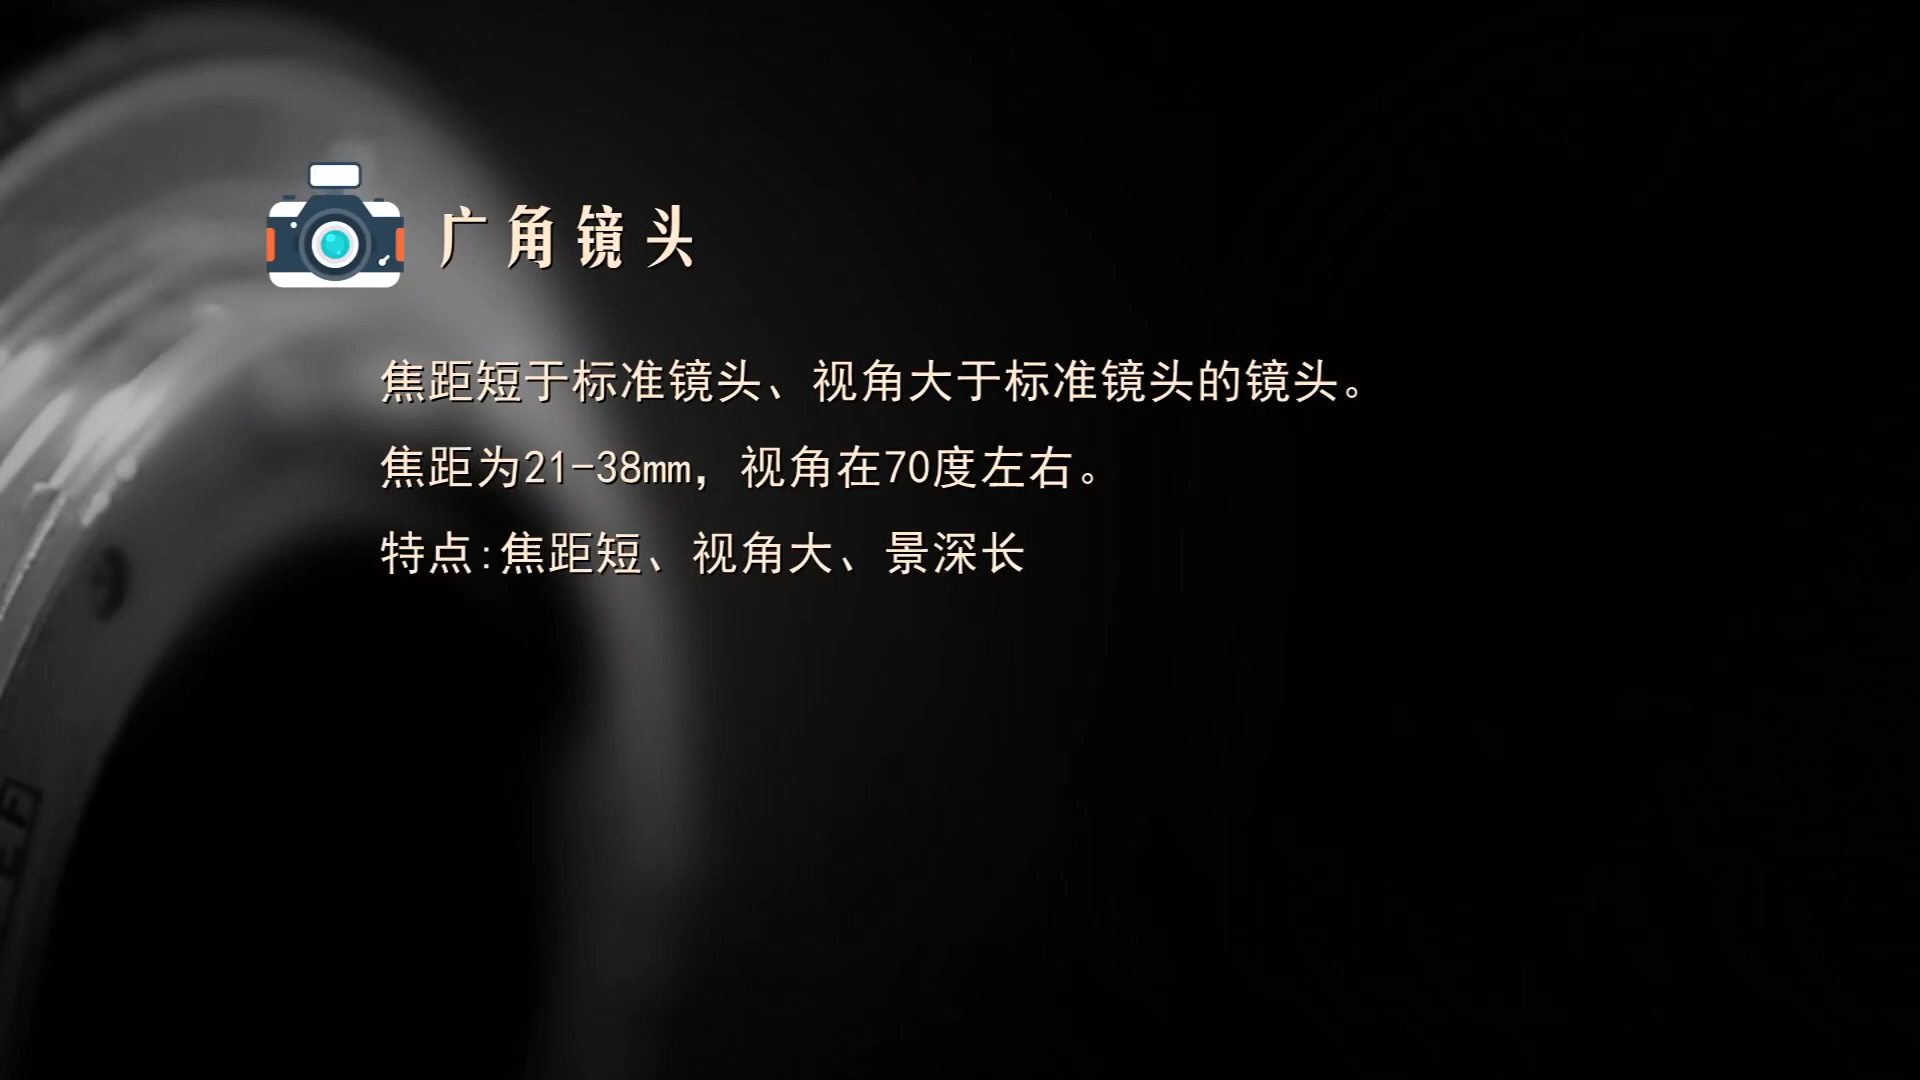 广角镜头
焦距短于标准镜头、视角大于标准镜头的镜头。
焦距为21-38mm，视角在70度左右。
特点:焦距短、视角大、景深长